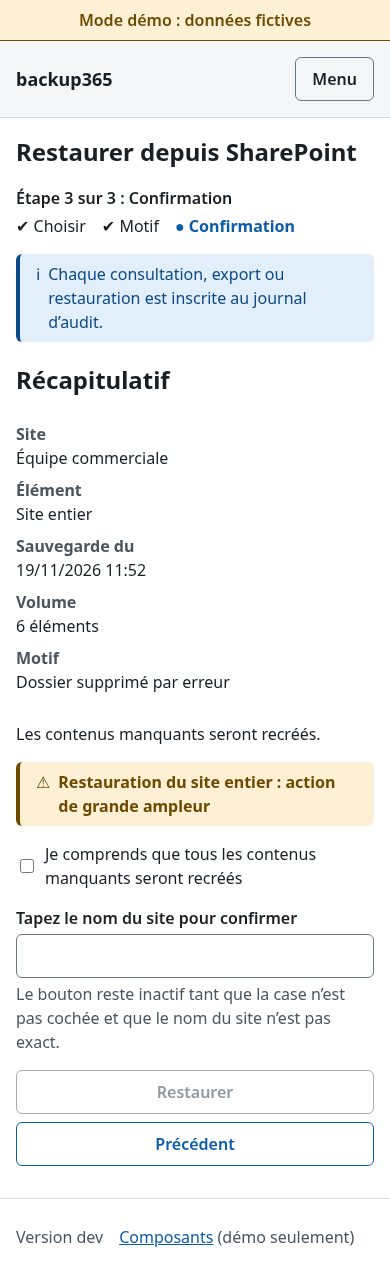 Mode démo : données fictives
backup365
Menu
Restaurer depuis SharePoint
Étape 3 sur 3 : Confirmation
✔ Choisir ✔ Motif ● Confirmation
i Chaque consultation, export ou
restauration est inscrite au journal
d’audit.
Récapitulatif
Site
Équipe commerciale
Élément
Site entier
Sauvegarde du
19/11/2026 11:52
Volume
6 éléments
Motif
Dossier supprimé par erreur
Les contenus manquants seront recréés.
⚠ Restauration du site entier : action
de grande ampleur
Je comprends que tous les contenus
manquants seront recréés
Tapez le nom du site pour confirmer
Le bouton reste inactif tant que la case n’est
pas cochée et que le nom du site n’est pas
exact.
Restaurer
Précédent
Version dev Composants (démo seulement)